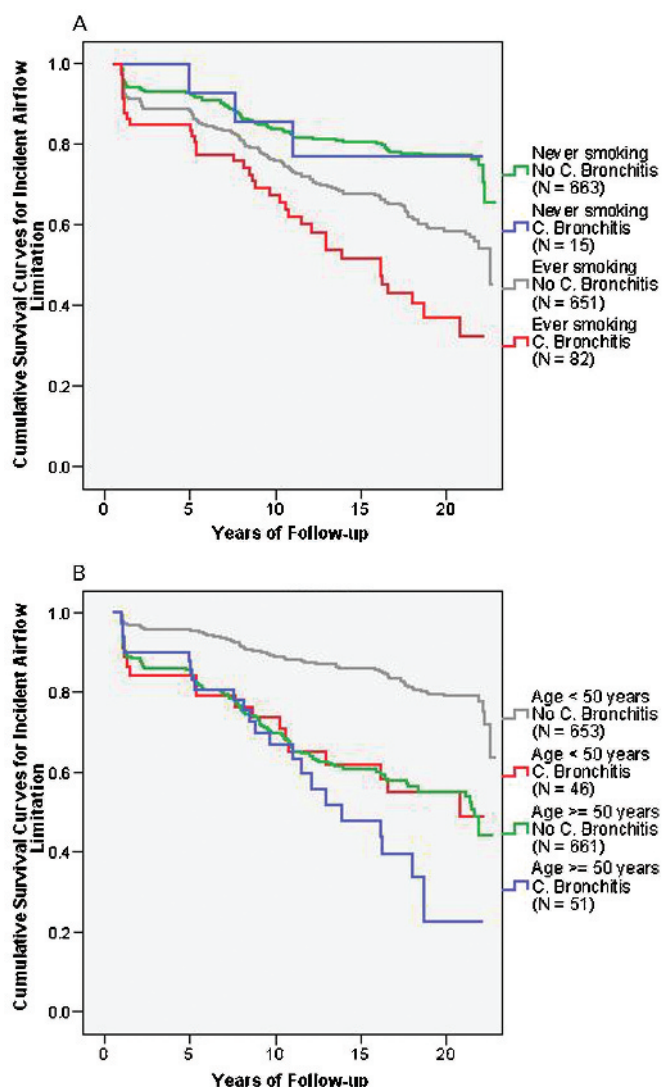 A
Cumulative Survival Curves for Incident Airflow
Limitation
1.0
0.8
0.6
0.4
0.2
0.0
0 5 10 15 20
Years of Follow-up
Never smoking
No C. Bronchitis
(N = 663)
Never smoking
C. Bronchitis
(N = 15)
Ever smoking
No C. Bronchitis
(N = 651)
Ever smoking
C. Bronchitis
(N = 82)
B
Cumulative Survival Curves for Incident Airflow
Limitation
1.0
0.8
0.6
0.4
0.2
0.0
0 5 10 15 20
Years of Follow-up
Age < 50 years
No C. Bronchitis
(N = 653)
Age < 50 years
C. Bronchitis
(N = 46)
Age >= 50 years
No C. Bronchitis
(N = 661)
Age >= 50 years
C. Bronchitis
(N = 51)